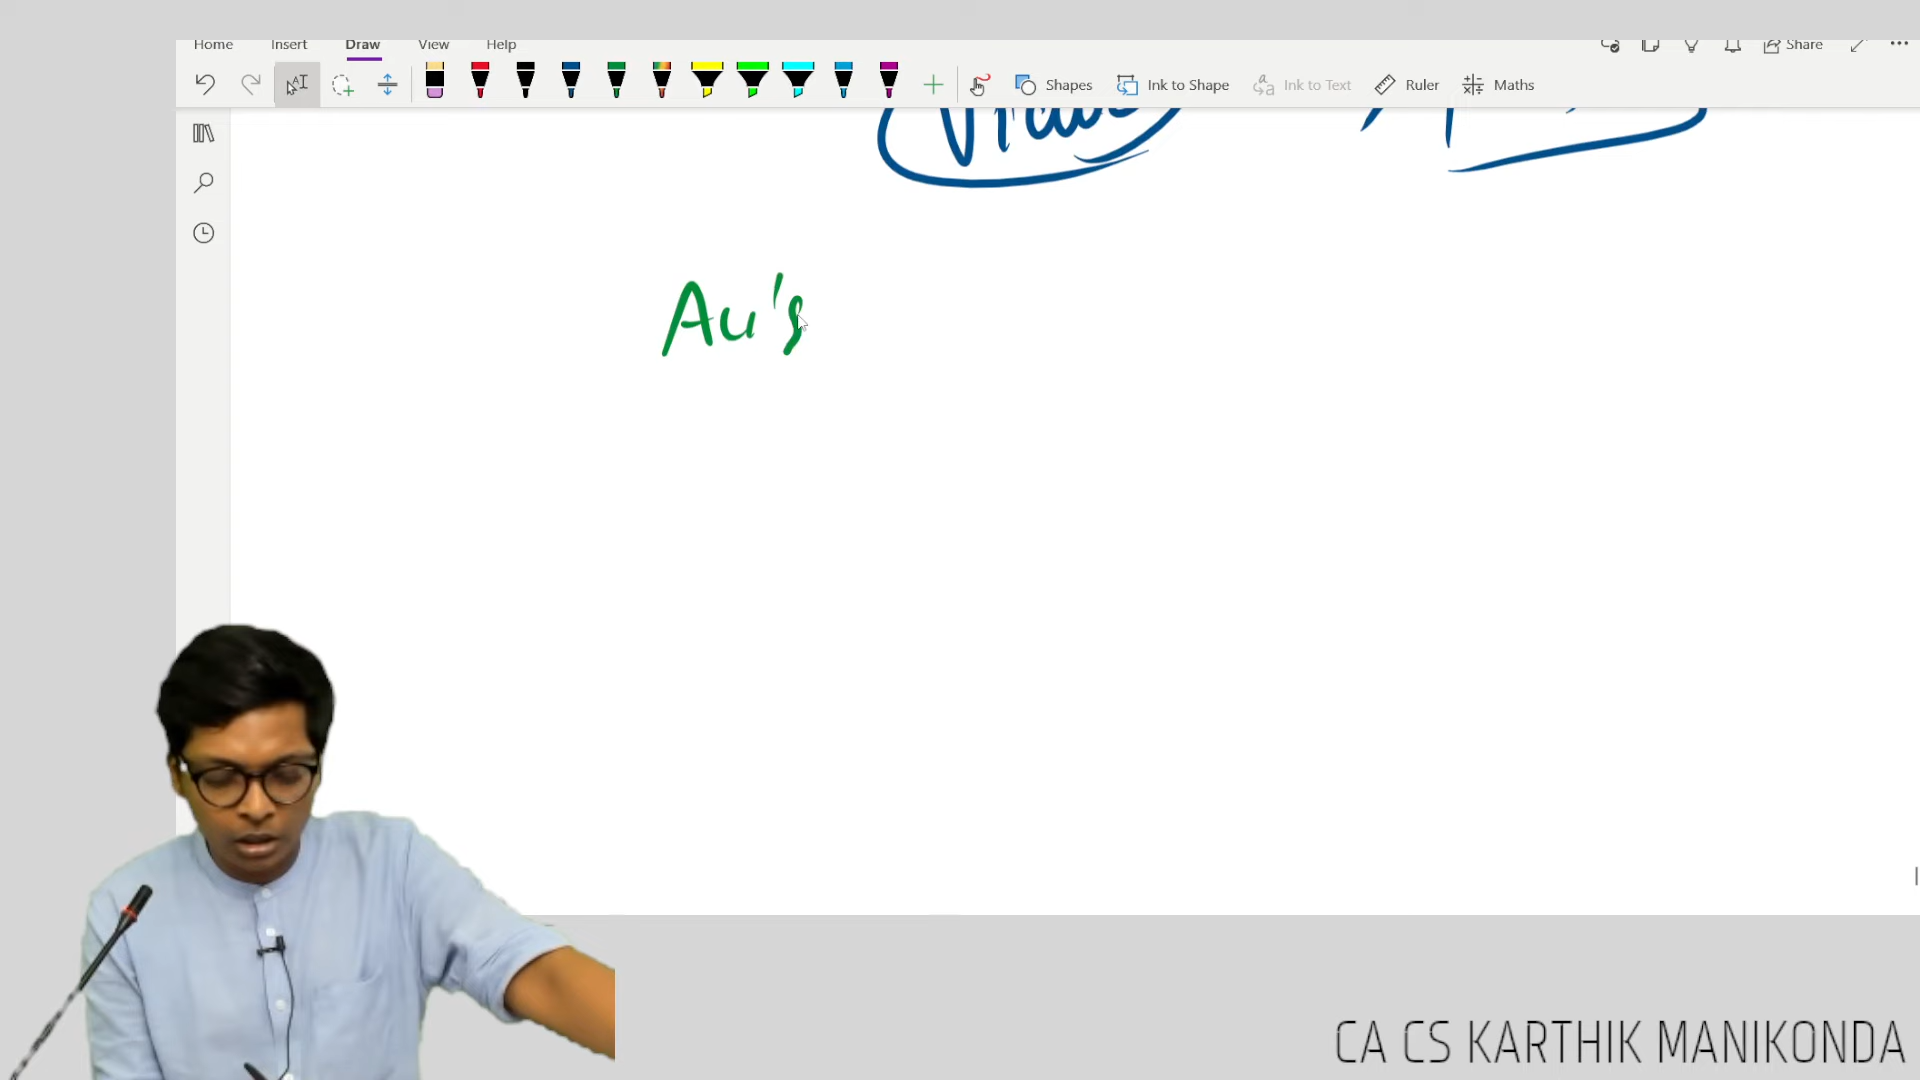 Home Insert Draw View Help Share
Shapes Ink to Shape Ink to Text Ruler Maths
Au's
CA CS KARTHIK MANIKONDA